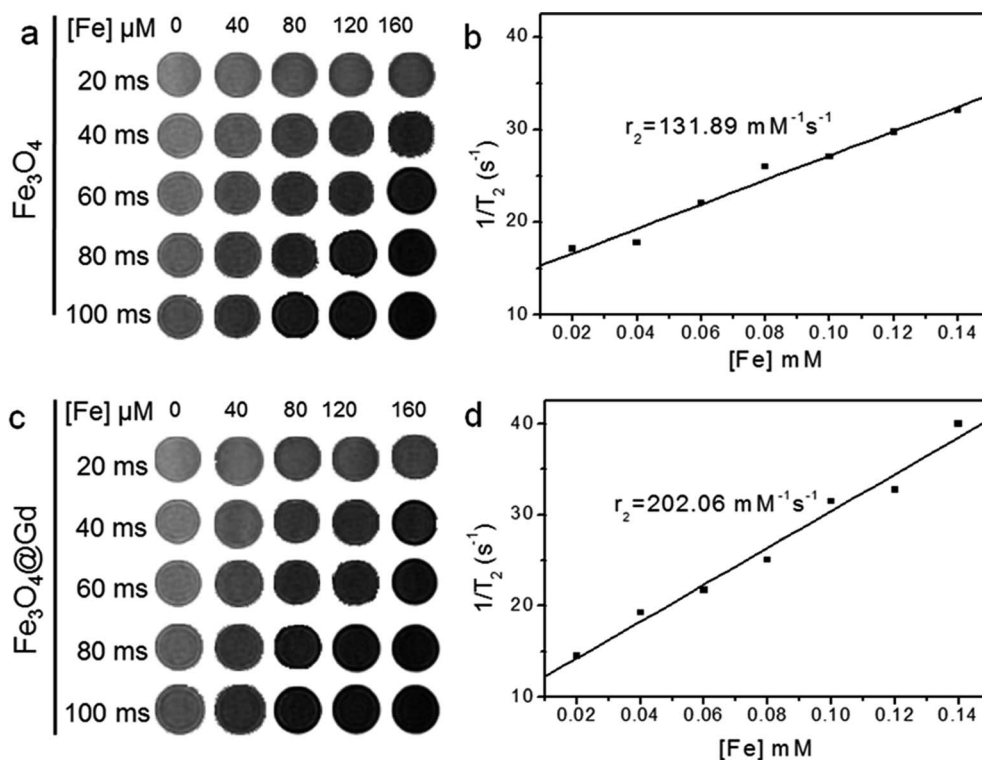 a
[Fe] µM 0 40 80 120 160
Fe₃O₄
20 ms
40 ms
60 ms
80 ms
100 ms
b
1/T₂ (s⁻¹)
40
30
20
10
r₂=131.89 mM⁻¹s⁻¹
0.02 0.04 0.06 0.08 0.10 0.12 0.14
[Fe] mM
c
[Fe] µM 0 40 80 120 160
Fe₃O₄@Gd
20 ms
40 ms
60 ms
80 ms
100 ms
d
1/T₂ (s⁻¹)
40
30
20
10
r₂=202.06 mM⁻¹s⁻¹
0.02 0.04 0.06 0.08 0.10 0.12 0.14
[Fe] mM